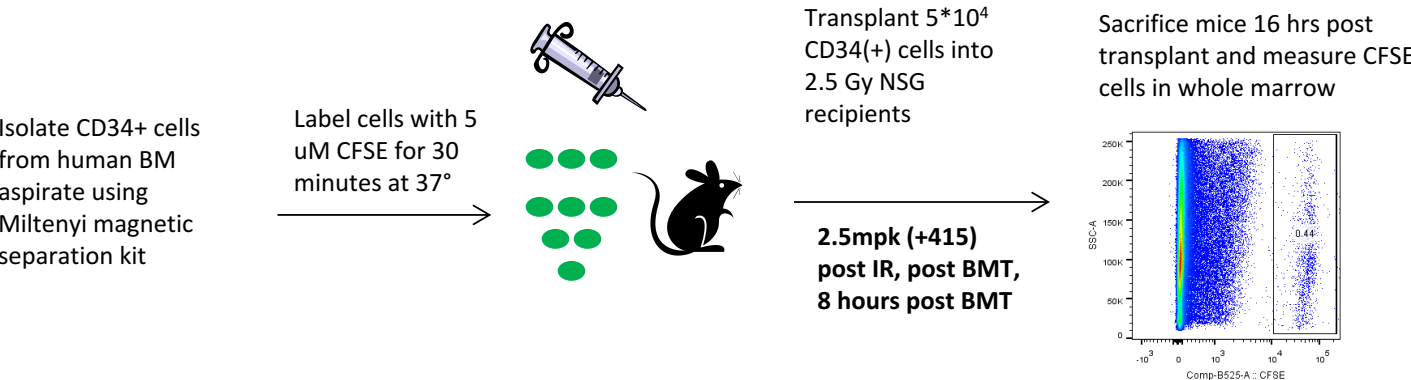 Isolate CD34+ cells
from human BM
aspirate using
Miltenyi magnetic
separation kit
Label cells with 5
uM CFSE for 30
minutes at 37°
Transplant 5*10⁴
CD34(+) cells into
2.5 Gy NSG
recipients
2.5mpk (+415)
post IR, post BMT,
8 hours post BMT
Sacrifice mice 16 hrs post
transplant and measure CFSE
cells in whole marrow
250K
200K
150K
100K
50K
0
SSC-A
0.44
-10³ 0 10³ 10⁴ 10⁵
Comp-B525-A :: CFSE